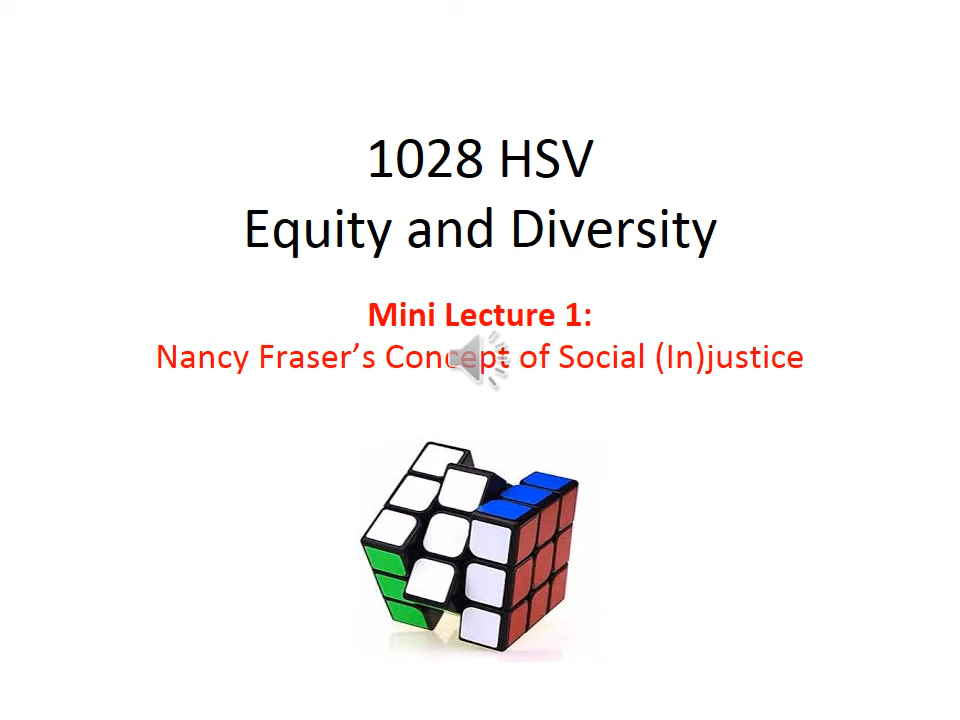 1028 HSV
Equity and Diversity
Mini Lecture 1:
Nancy Fraser’s Concept of Social (In)justice